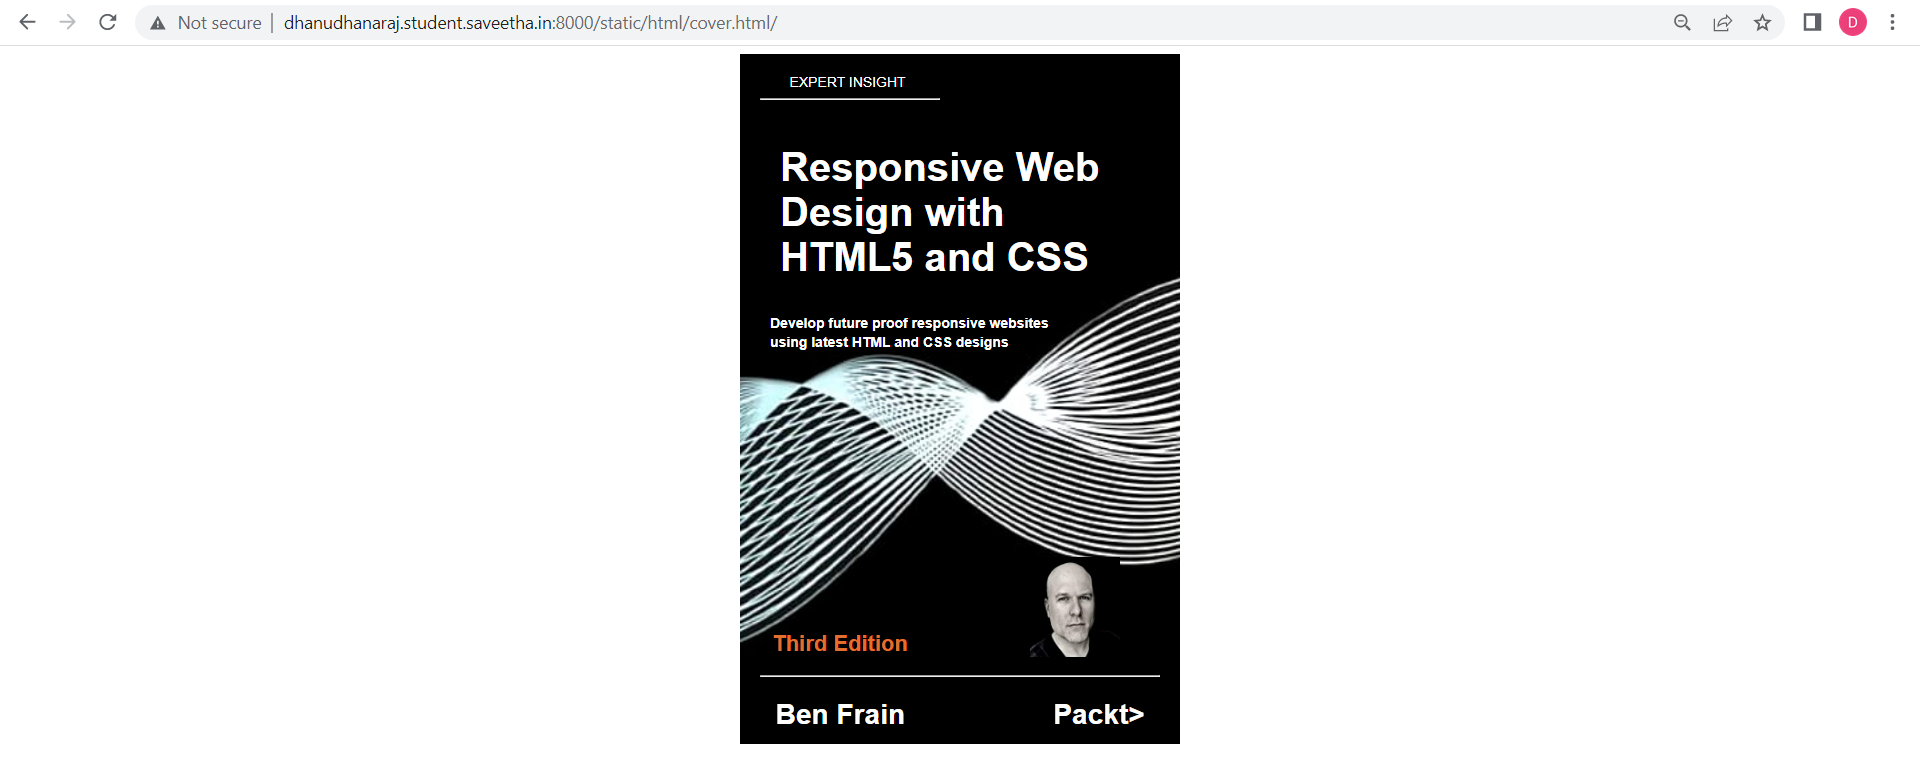 Not secure
dhanudhanaraj.student.saveetha.in:8000/static/html/cover.html/
D
EXPERT INSIGHT
Responsive Web
Design with
HTML5 and CSS
Develop future proof responsive websites
using latest HTML and CSS designs
Third Edition
Ben Frain
Packt>